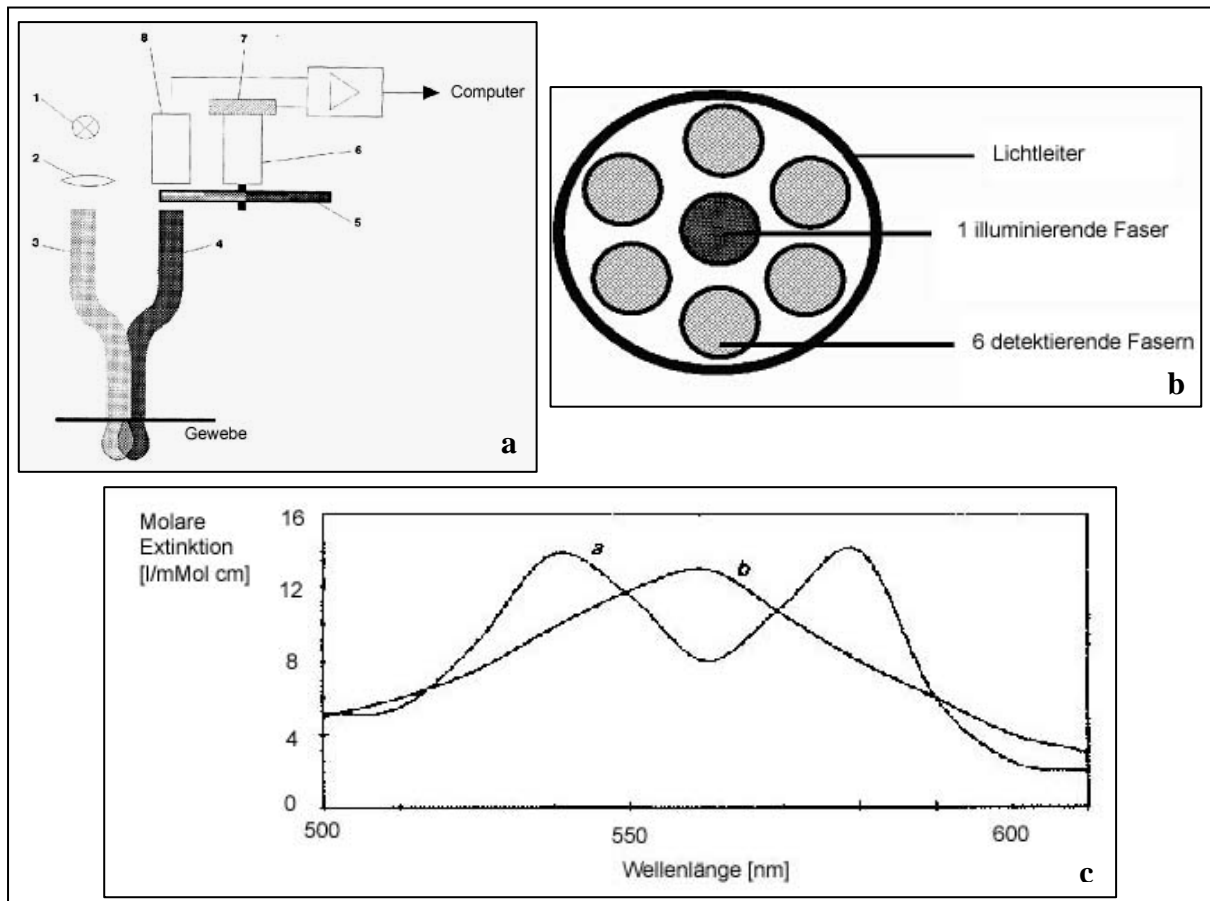 8
7
1
Computer
2
6
5
3
4
Gewebe
a
Lichtleiter
1 illuminierende Faser
6 detektierende Fasern
b
Molare
Extinktion
[l/mMol cm]
16
12
8
4
0
a
b
500
550
600
Wellenlänge [nm]
c